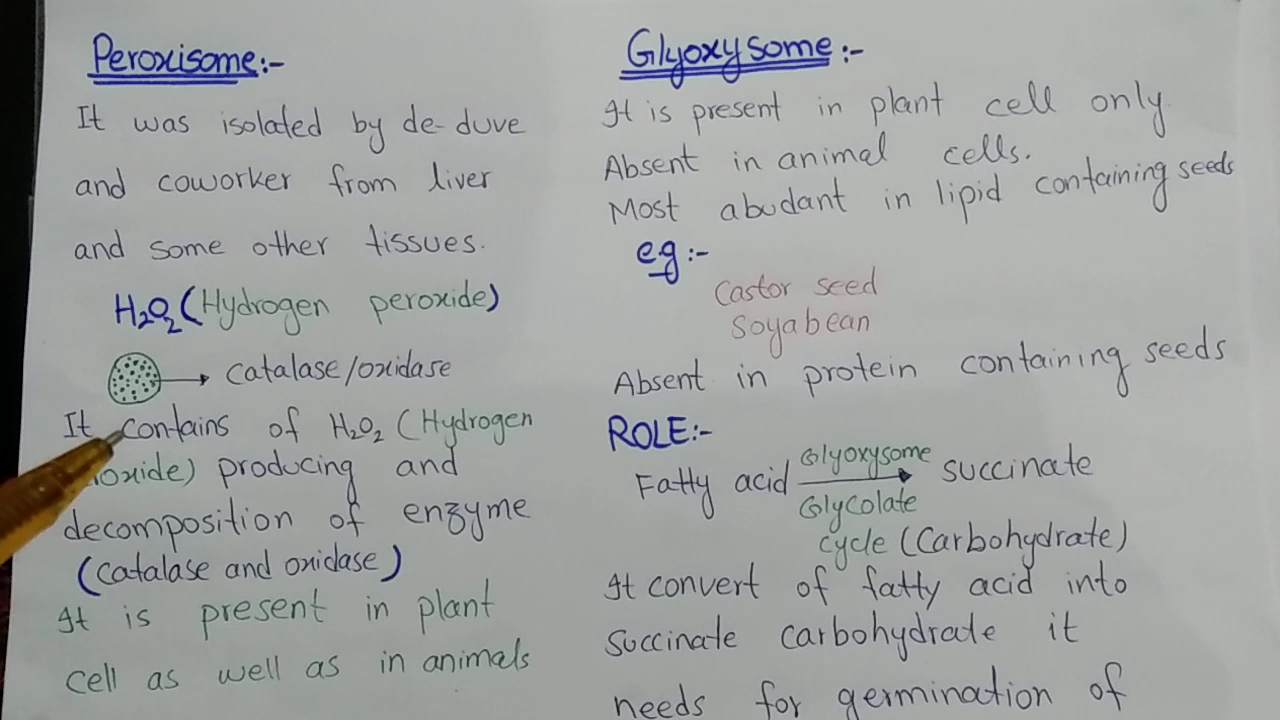 Peroxisome:-
It was isolated by de-duve
and coworker from liver
and some other tissues.
H₂O₂ (Hydrogen peroxide)
catalase/oxidase
It contains of H₂O₂ (Hydrogen
oxide) producing and
decomposition of enzyme
(catalase and oxidase)
It is present in plant
cell as well as in animals
Glyoxysome:-
It is present in plant cell only
Absent in animal cells.
Most abudant in lipid containing seeds
eg:-
Castor seed
Soyabean
Absent in protein containing seeds
ROLE:-
Fatty acid Glyoxysome succinate
Glycolate
cycle (Carbohydrate)
It convert of fatty acid into
succinate carbohydrate it
needs for germination of